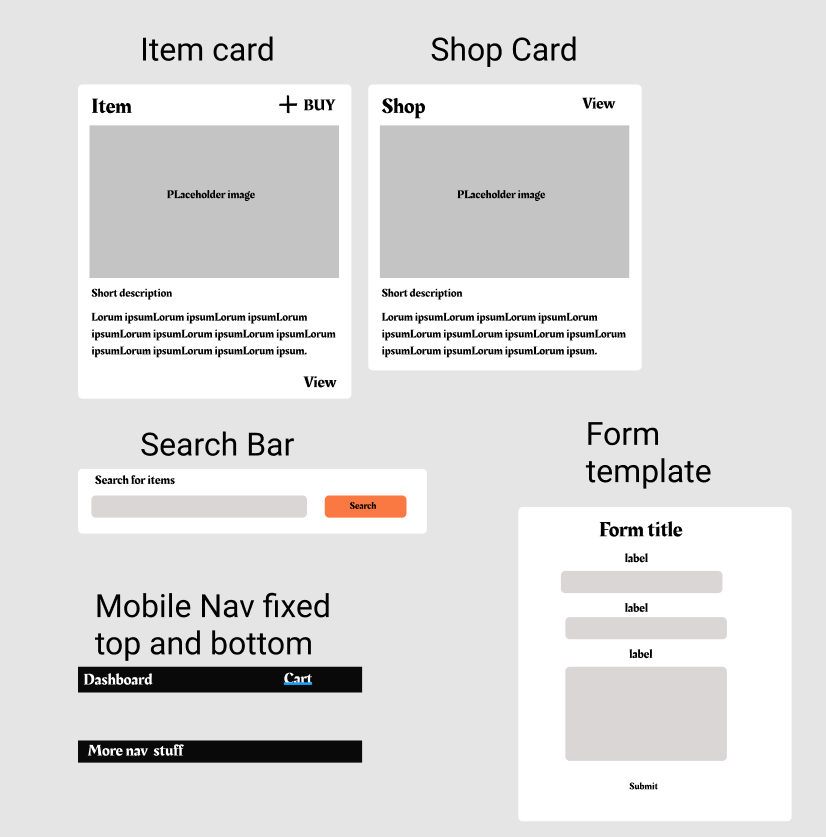 Item card
Shop Card
Item
+ BUY
PLaceholder image
Short description
Lorum ipsumLorum ipsumLorum ipsumLorum
ipsumLorum ipsumLorum ipsumLorum ipsumLorum
ipsumLorum ipsumLorum ipsumLorum ipsum.
View
Shop
View
PLaceholder image
Short description
Lorum ipsumLorum ipsumLorum ipsumLorum
ipsumLorum ipsumLorum ipsumLorum ipsumLorum
ipsumLorum ipsumLorum ipsumLorum ipsum.
Search Bar
Search for items
Search
Form
template
Form title
label
label
label
Submit
Mobile Nav fixed
top and bottom
Dashboard
Cart
More nav stuff